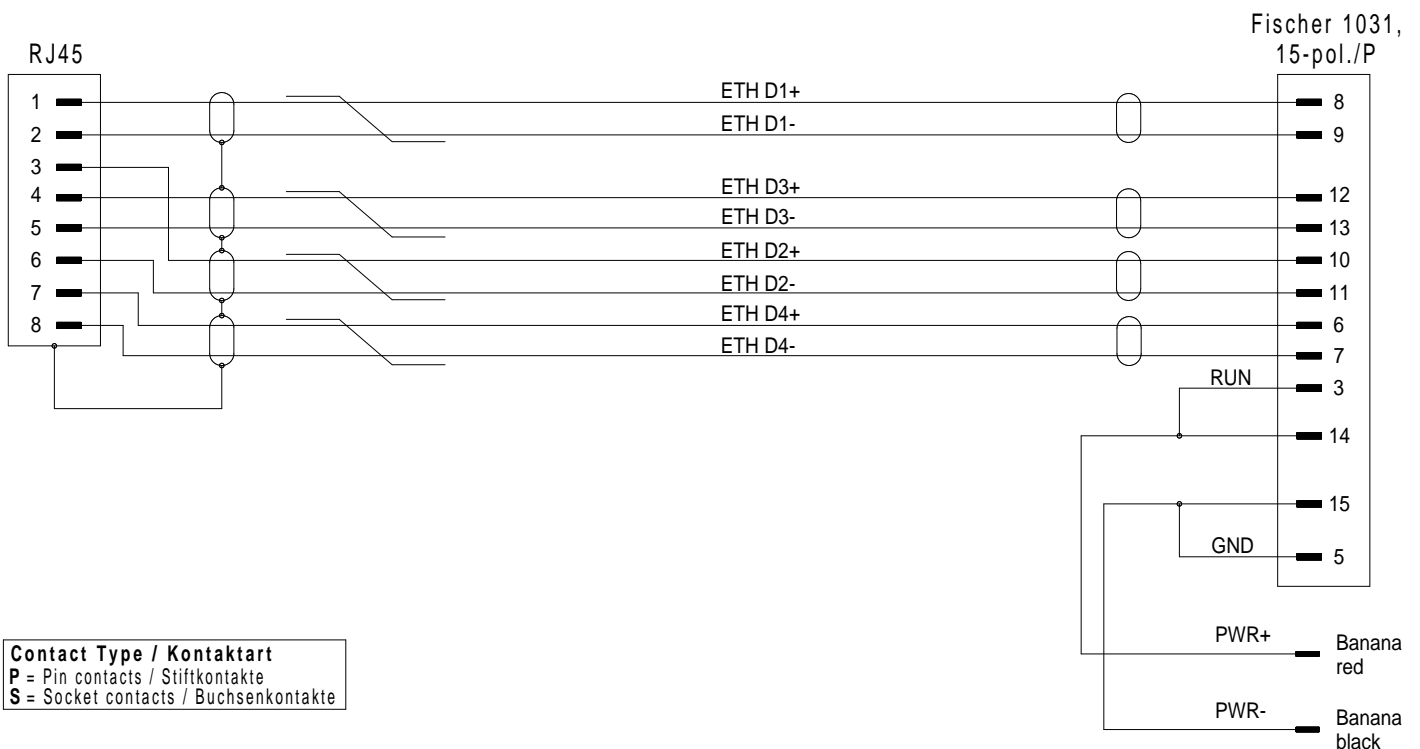 Fischer 1031,
15-pol./P
RJ45
1
2
3
4
5
6
7
8
ETH D1+
ETH D1-
ETH D3+
ETH D3-
ETH D2+
ETH D2-
ETH D4+
ETH D4-
8
9
12
13
10
11
6
7
RUN
3
14
15
GND
5
PWR+
Banana
red
PWR-
Banana
black
Contact Type / Kontaktart
P = Pin contacts / Stiftkontakte
S = Socket contacts / Buchsenkontakte